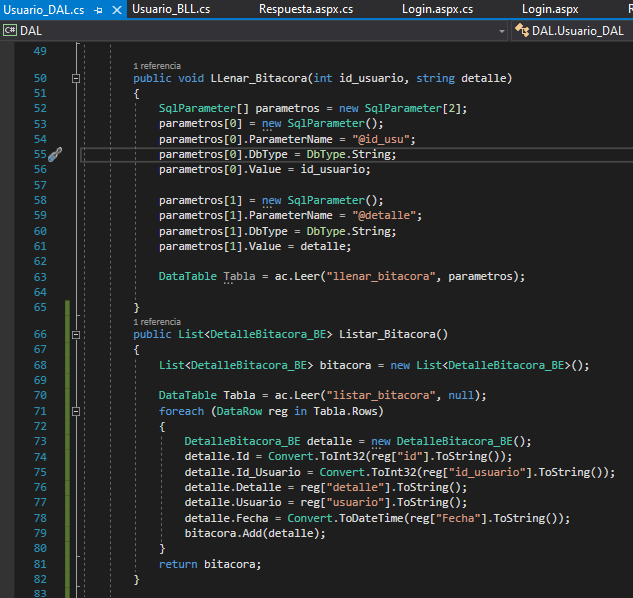 Usuario_DAL.cs Usuario_BLL.cs Respuesta.aspx.cs Login.aspx.cs Login.aspx
C# DAL DAL.Usuario_DAL
49
1 referencia
50 public void LLenar_Bitacora(int id_usuario, string detalle)
51 {
52 SqlParameter[] parametros = new SqlParameter[2];
53 parametros[0] = new SqlParameter();
54 parametros[0].ParameterName = "@id_usu";
55 parametros[0].DbType = DbType.String;
56 parametros[0].Value = id_usuario;
57
58 parametros[1] = new SqlParameter();
59 parametros[1].ParameterName = "@detalle";
60 parametros[1].DbType = DbType.String;
61 parametros[1].Value = detalle;
62
63 DataTable Tabla = ac.Leer("llenar_bitacora", parametros);
64
65 }
1 referencia
66 public List<DetalleBitacora_BE> Listar_Bitacora()
67 {
68 List<DetalleBitacora_BE> bitacora = new List<DetalleBitacora_BE>();
69
70 DataTable Tabla = ac.Leer("listar_bitacora", null);
71 foreach (DataRow reg in Tabla.Rows)
72 {
73 DetalleBitacora_BE detalle = new DetalleBitacora_BE();
74 detalle.Id = Convert.ToInt32(reg["id"].ToString());
75 detalle.Id_Usuario = Convert.ToInt32(reg["id_usuario"].ToString());
76 detalle.Detalle = reg["detalle"].ToString();
77 detalle.Usuario = reg["usuario"].ToString();
78 detalle.Fecha = Convert.ToDateTime(reg["Fecha"].ToString());
79 bitacora.Add(detalle);
80 }
81 return bitacora;
82 }
83